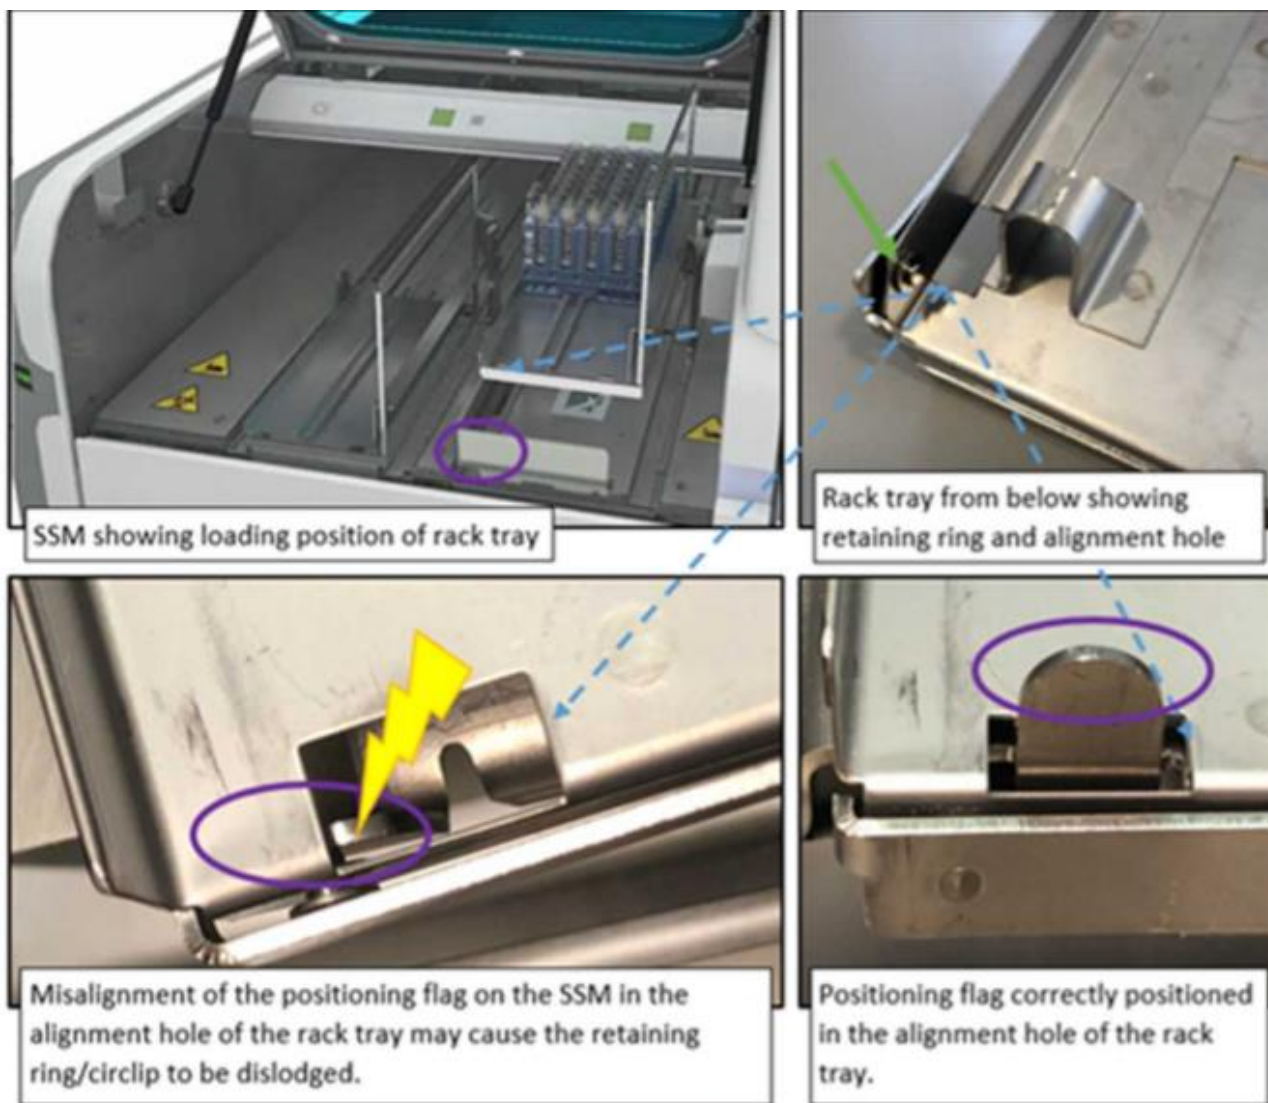 SSM showing loading position of rack tray
Rack tray from below showing
retaining ring and alignment hole
Misalignment of the positioning flag on the SSM in the
alignment hole of the rack tray may cause the retaining
ring/circlip to be dislodged.
Positioning flag correctly positioned
in the alignment hole of the rack
tray.